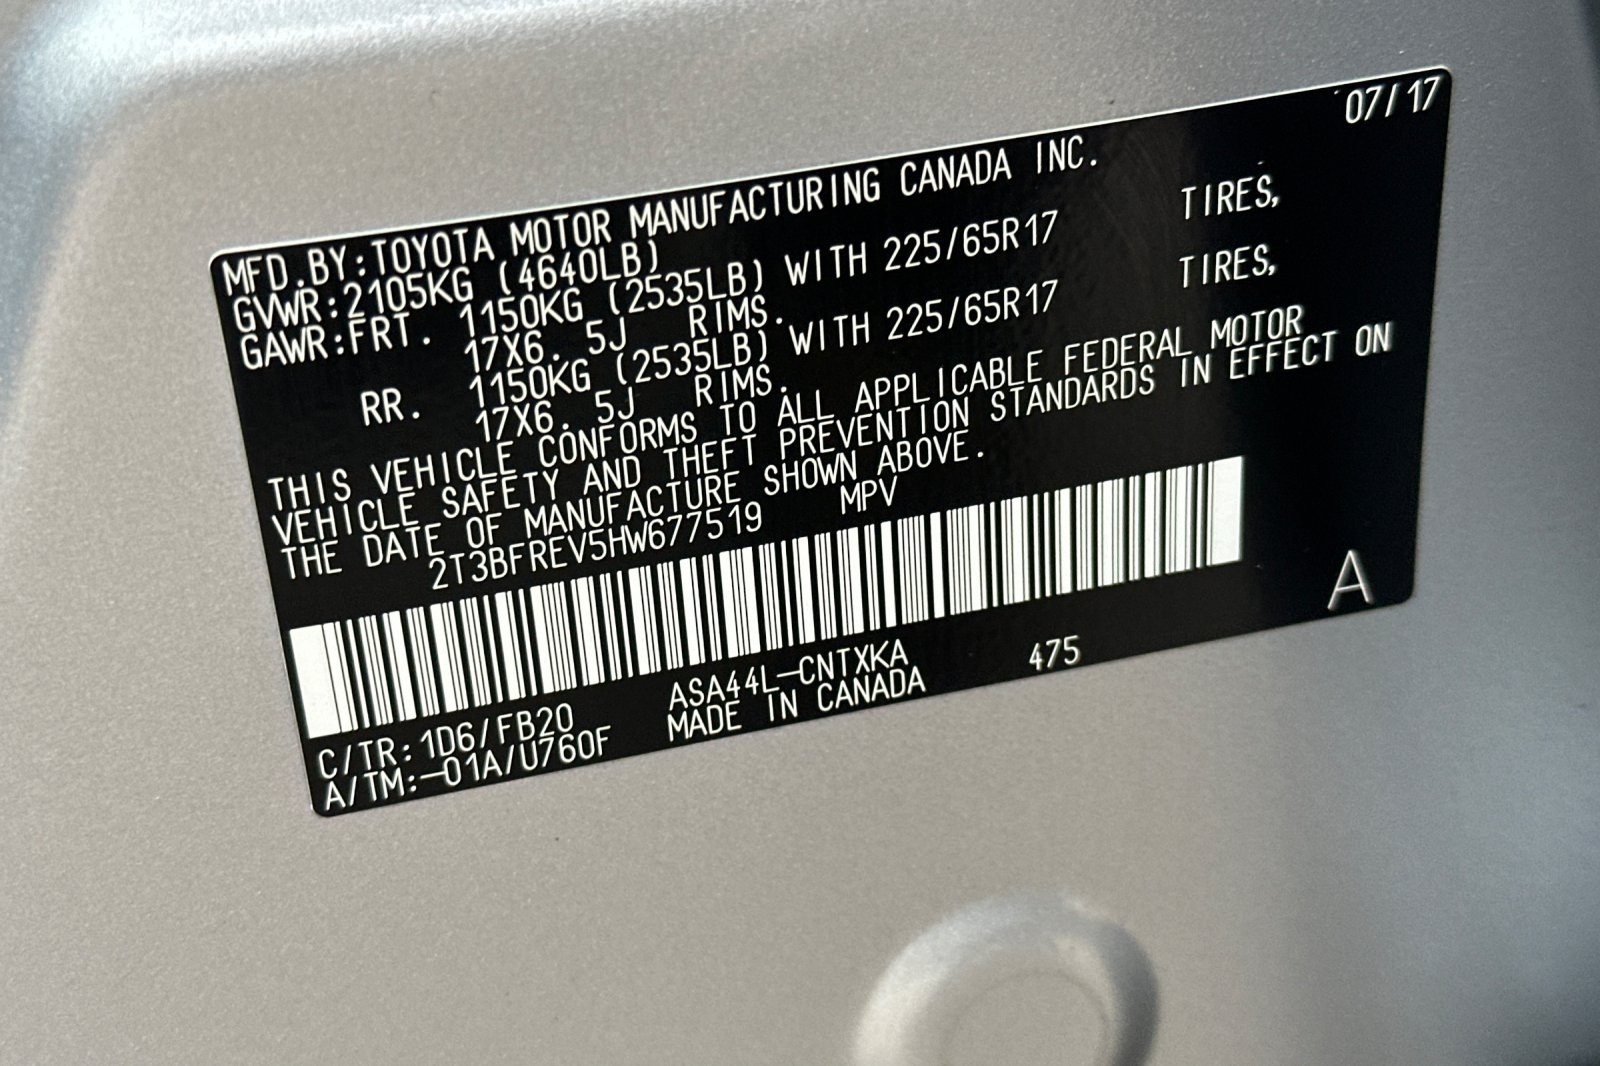 07/17
MFD.BY:TOYOTA MOTOR MANUFACTURING CANADA INC.
GVWR:2105KG (4640LB)
GAWR:FRT. 1150KG (2535LB) WITH 225/65R17 TIRES,
17X6.5J RIMS.
RR. 1150KG (2535LB) WITH 225/65R17 TIRES,
17X6.5J RIMS.
THIS VEHICLE CONFORMS TO ALL APPLICABLE FEDERAL MOTOR
VEHICLE SAFETY AND THEFT PREVENTION STANDARDS IN EFFECT ON
THE DATE OF MANUFACTURE SHOWN ABOVE.
2T3BFREV5HW677519 MPV
A
C/TR:1D6/FB20 ASA44L-CNTXKA 475
A/TM:-01A/U760F MADE IN CANADA